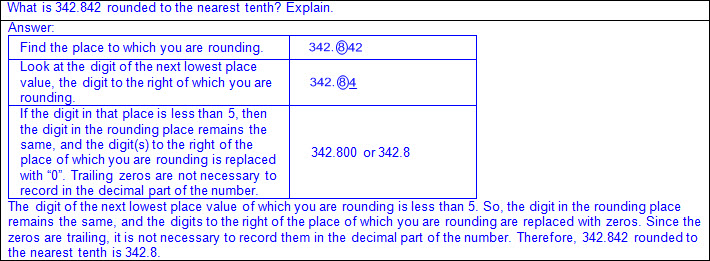 What is 342.842 rounded to the nearest tenth? Explain.
Answer:
Find the place to which you are rounding.
342.⑧42
Look at the digit of the next lowest place
value, the digit to the right of which you are
rounding.
342.⑧4
If the digit in that place is less than 5, then
the digit in the rounding place remains the
same, and the digit(s) to the right of the
place of which you are rounding is replaced
with “0”. Trailing zeros are not necessary to
record in the decimal part of the number.
342.800 or 342.8
The digit of the next lowest place value of which you are rounding is less than 5. So, the digit in the rounding place
remains the same, and the digits to the right of the place of which you are rounding are replaced with zeros. Since the
zeros are trailing, it is not necessary to record them in the decimal part of the number. Therefore, 342.842 rounded to
the nearest tenth is 342.8.